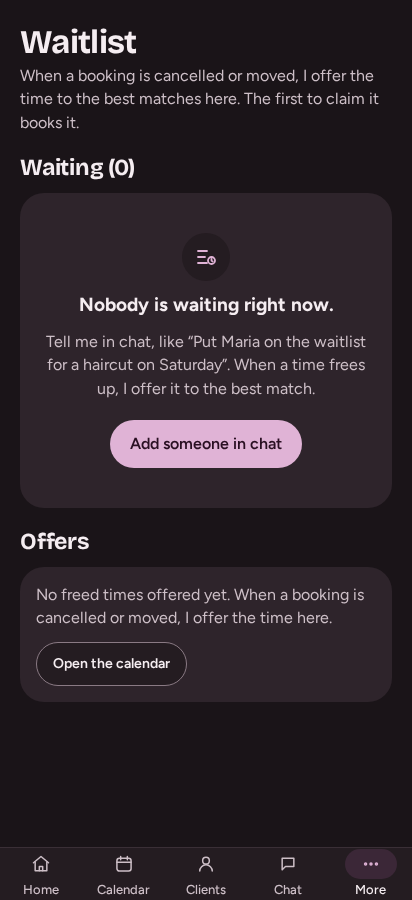 Waitlist
When a booking is cancelled or moved, I offer the
time to the best matches here. The first to claim it
books it.
Waiting (0)
Nobody is waiting right now.
Tell me in chat, like “Put Maria on the waitlist
for a haircut on Saturday”. When a time frees
up, I offer it to the best match.
Add someone in chat
Offers
No freed times offered yet. When a booking is
cancelled or moved, I offer the time here.
Open the calendar
Home
Calendar
Clients
Chat
More